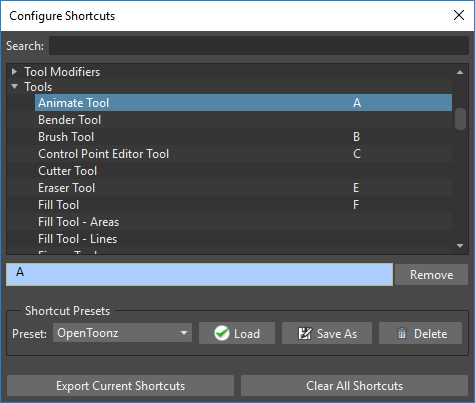 Configure Shortcuts
Search:
Tool Modifiers
Tools
Animate Tool A
Bender Tool
Brush Tool B
Control Point Editor Tool C
Cutter Tool
Eraser Tool E
Fill Tool F
Fill Tool - Areas
Fill Tool - Lines
A Remove
Shortcut Presets
Preset: OpenToonz Load Save As Delete
Export Current Shortcuts Clear All Shortcuts